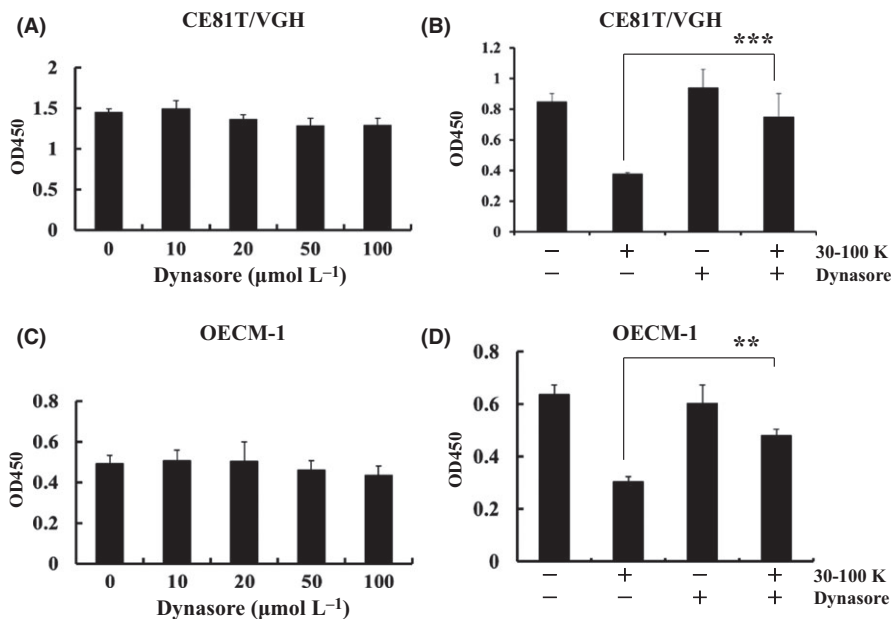 (A) CE81T/VGH
2
1.5
1
0.5
0
OD450
0 10 20 50 100
Dynasore (μmol L⁻¹)
(B) CE81T/VGH
***
1.2
1
0.8
0.6
0.4
0.2
0
OD450
− + − + 30-100 K
− − + + Dynasore
(C) OECM-1
0.8
0.6
0.4
0.2
0
OD450
0 10 20 50 100
Dynasore (μmol L⁻¹)
(D) OECM-1
**
0.8
0.6
0.4
0.2
0
OD450
− + − + 30-100 K
− − + + Dynasore